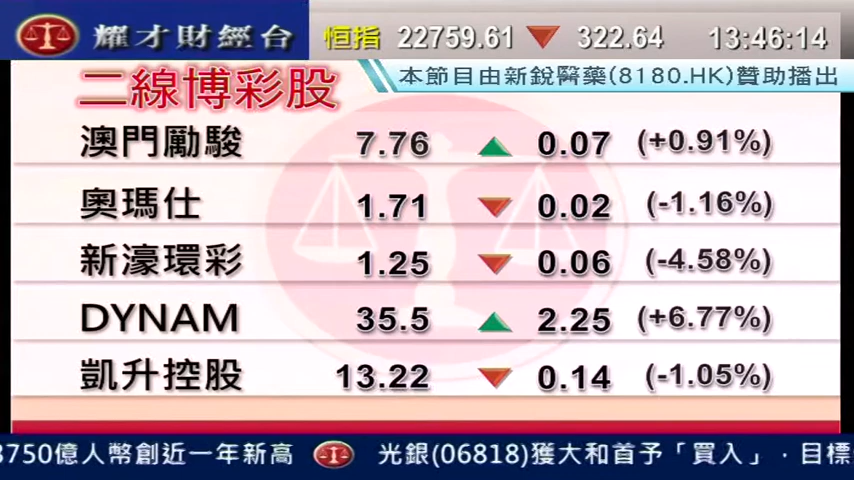 耀才財經台 恒指 22759.61 322.64 13:46:14
二線博彩股 本節目由新銳醫藥(8180.HK)贊助播出
澳門勵駿 7.76 0.07 (+0.91%)
奧瑪仕 1.71 0.02 (-1.16%)
新濠環彩 1.25 0.06 (-4.58%)
DYNAM 35.5 2.25 (+6.77%)
凱升控股 13.22 0.14 (-1.05%)
3750億人幣創近一年新高 光銀(06818)獲大和首予「買入」．目標